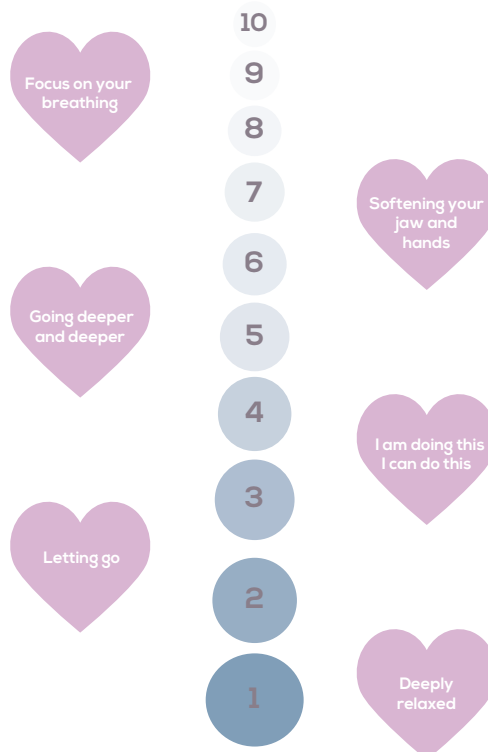 10
Focus on your
breathing
9
8
7
Softening your
jaw and
hands
6
Going deeper
and deeper
5
4
I am doing this
I can do this
3
Letting go
2
1
Deeply
relaxed